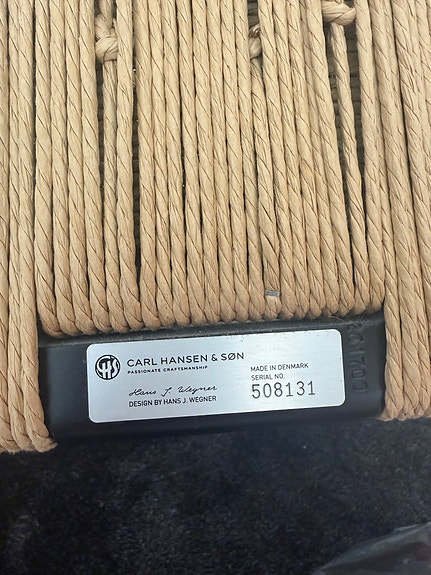 CARL HANSEN & SØN
PASSIONATE CRAFTSMANSHIP
Hans J. Wegner
DESIGN BY HANS J. WEGNER
MADE IN DENMARK
SERIAL NO.
508131